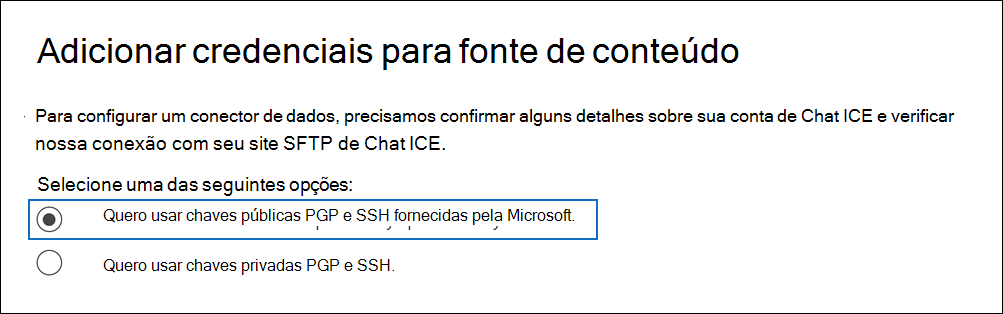 Adicionar credenciais para fonte de conteúdo
Para configurar um conector de dados, precisamos confirmar alguns detalhes sobre sua conta de Chat ICE e verificar
nossa conexão com seu site SFTP de Chat ICE.
Selecione uma das seguintes opções:
Quero usar chaves públicas PGP e SSH fornecidas pela Microsoft.
Quero usar chaves privadas PGP e SSH.